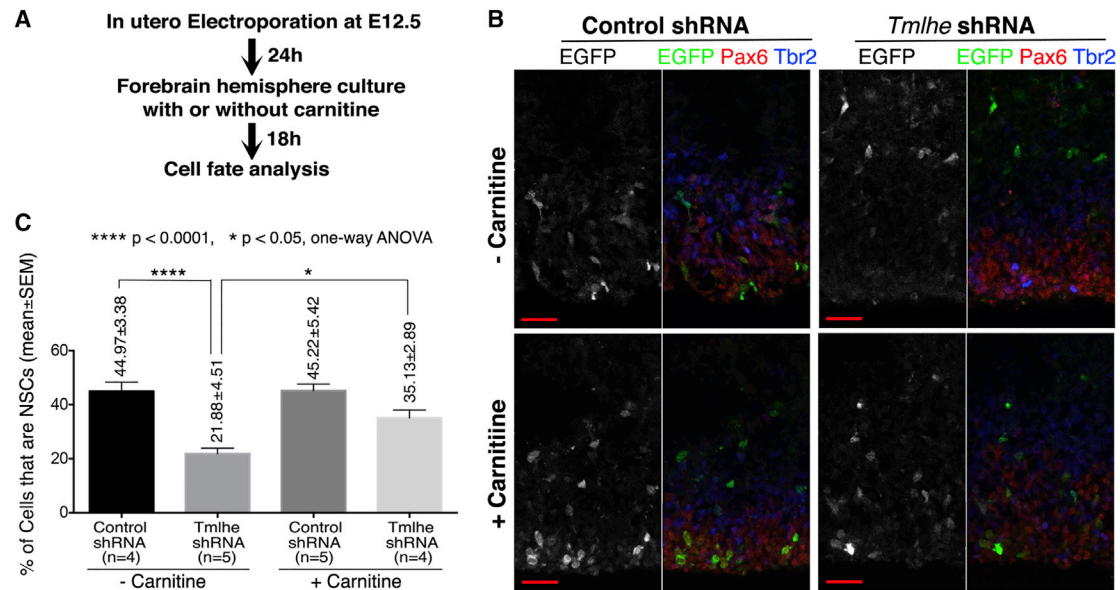 A
In utero Electroporation at E12.5
24h
Forebrain hemisphere culture
with or without carnitine
18h
Cell fate analysis
B
Control shRNA
Tmlhe shRNA
EGFP
EGFP Pax6 Tbr2
EGFP
EGFP Pax6 Tbr2
- Carnitine
+ Carnitiine
C
**** p < 0.0001, * p < 0.05, one-way ANOVA
****
*
% of Cells that are NSCs (mean±SEM)
60
40
20
0
44.97±3.38
21.88±4.51
45.22±5.42
35.13±2.89
Control
shRNA
(n=4)
Tmlhe
shRNA
(n=5)
Control
shRNA
(n=5)
Tmlhe
shRNA
(n=4)
- Carnitine
+ Carnitine